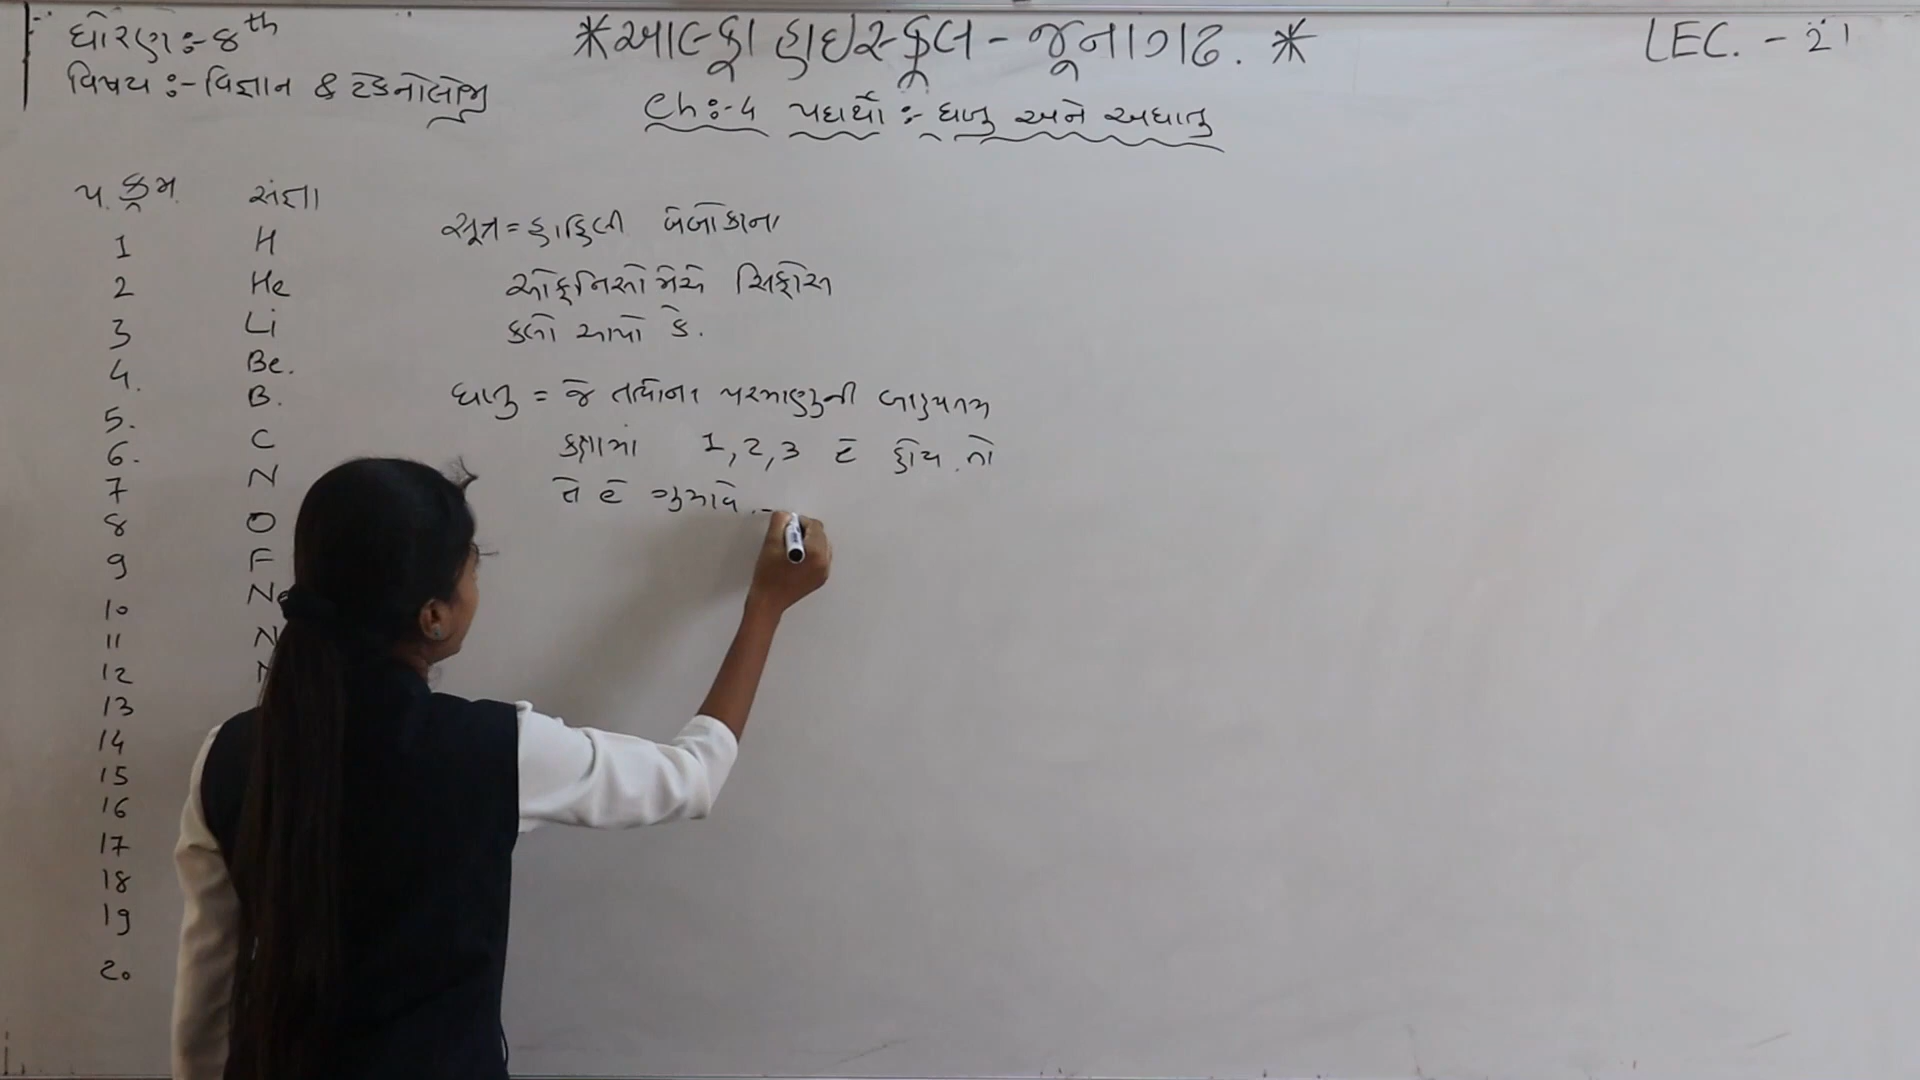 ધોરણ :- 8th
વિષય :- વિજ્ઞાન & ટેકનોલોજી
*આલ્ફા હાઇસ્કૂલ - જૂનાગઢ. *
LEC. - 21
Ch :- 4 પદાર્થો :- ધાતુ અને અધાતુ
પ. ક્રમ સંજ્ઞા
1 H
2 He
3 Li
4. Be.
5. B.
6. C
7 N
8 O
9 F
10 Ne
11 N
12
13
14
15
16
17
18
19
20
સૂત્ર = હાહિલી બેબોકાના
ઓફનિસોમેએ સિફોસ
કલો આપો કે.
ધાતુ = જે તત્વોના પરમાણુની બાહ્યતમ
કક્ષામાં 1, 2, 3 e હોય તો
તે e ગુમાવે.